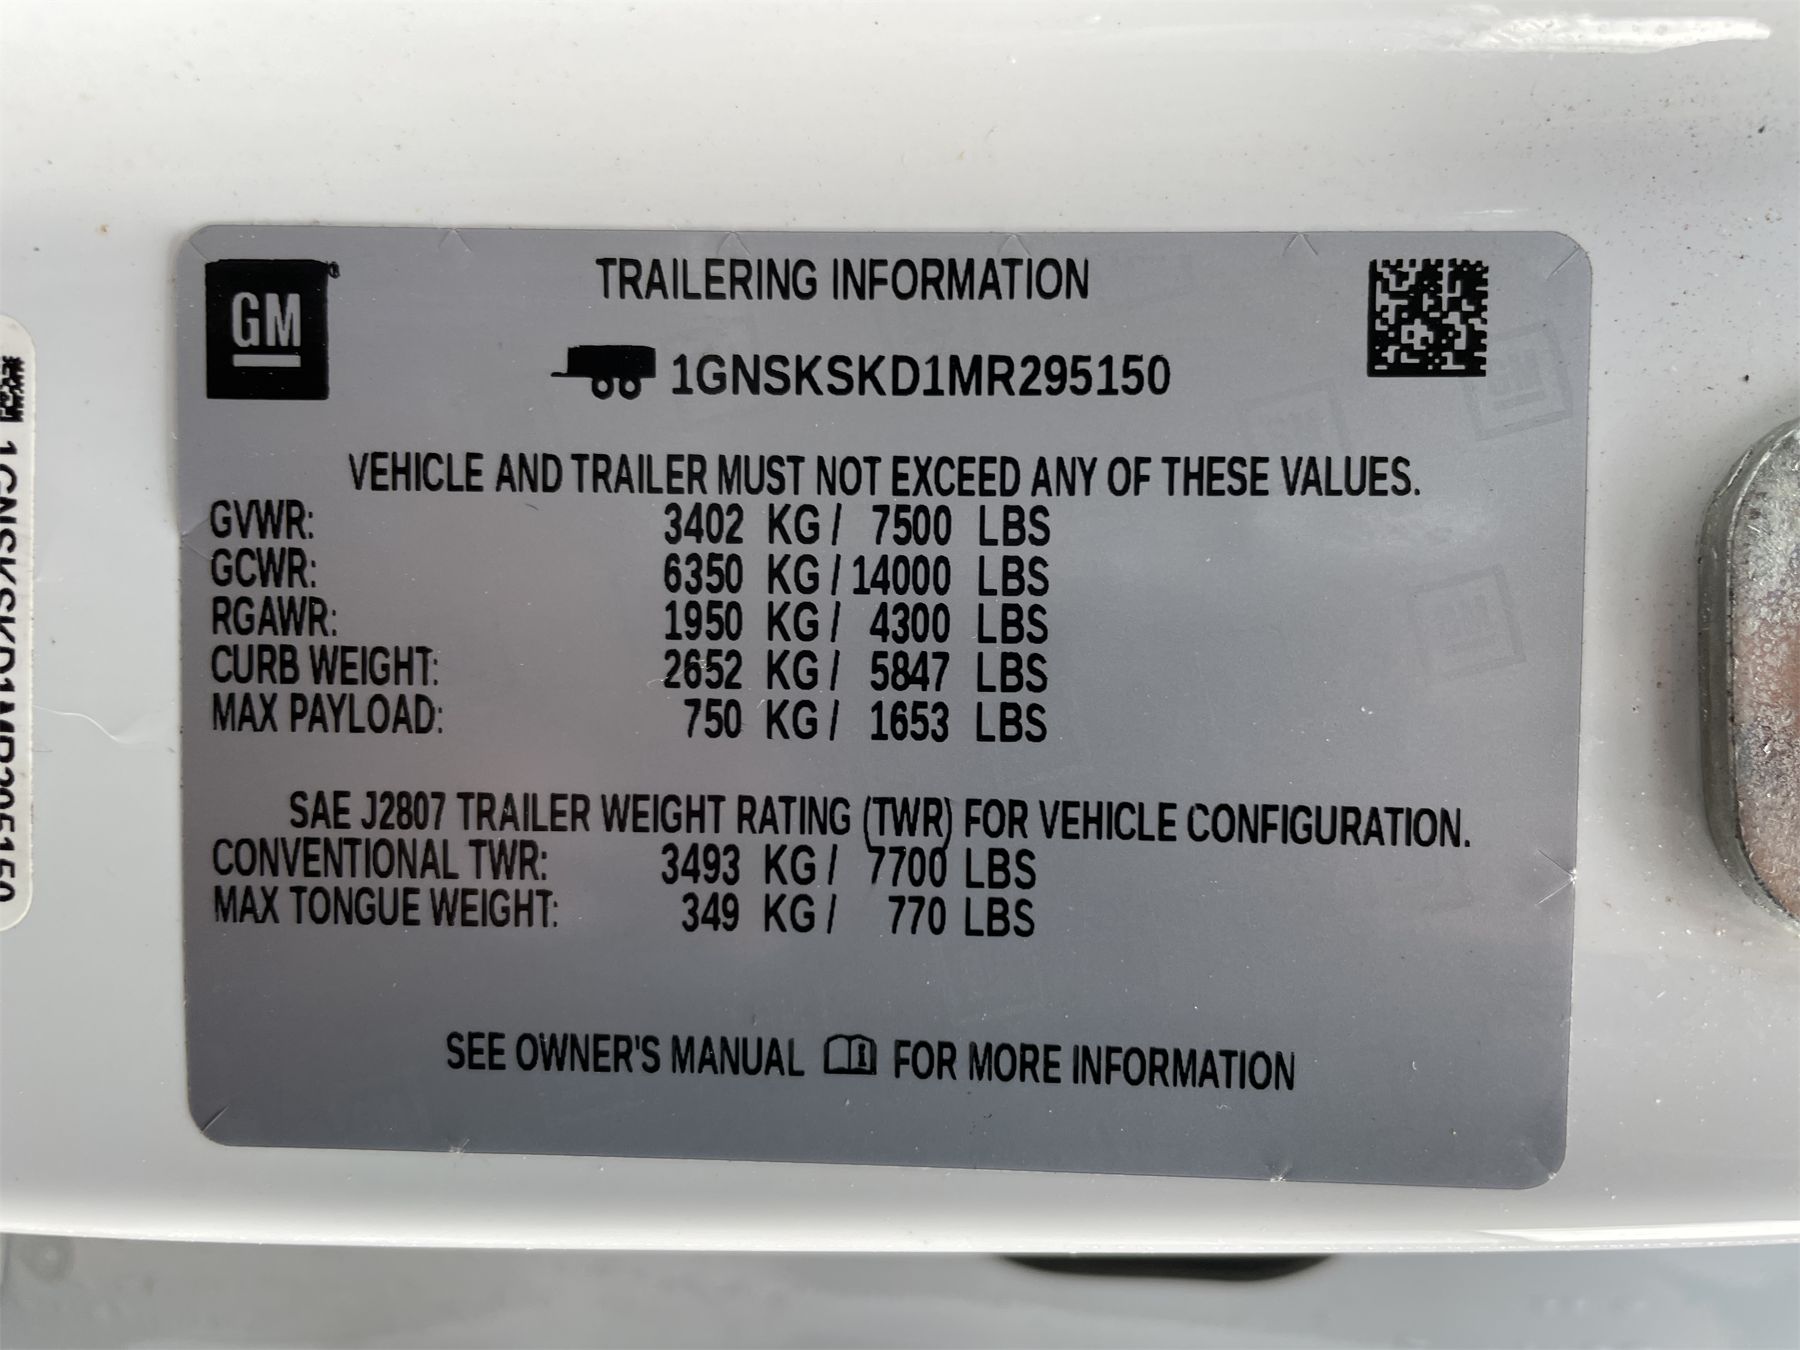 GM
TRAILERING INFORMATION
1GNSKSKD1MR295150
VEHICLE AND TRAILER MUST NOT EXCEED ANY OF THESE VALUES.
GVWR: 3402 KG / 7500 LBS
GCWR: 6350 KG / 14000 LBS
RGAWR: 1950 KG / 4300 LBS
CURB WEIGHT: 2652 KG / 5847 LBS
MAX PAYLOAD: 750 KG / 1653 LBS
SAE J2807 TRAILER WEIGHT RATING (TWR) FOR VEHICLE CONFIGURATION.
CONVENTIONAL TWR: 3493 KG / 7700 LBS
MAX TONGUE WEIGHT: 349 KG / 770 LBS
SEE OWNER'S MANUAL FOR MORE INFORMATION
1GNSKSKD1MR295150